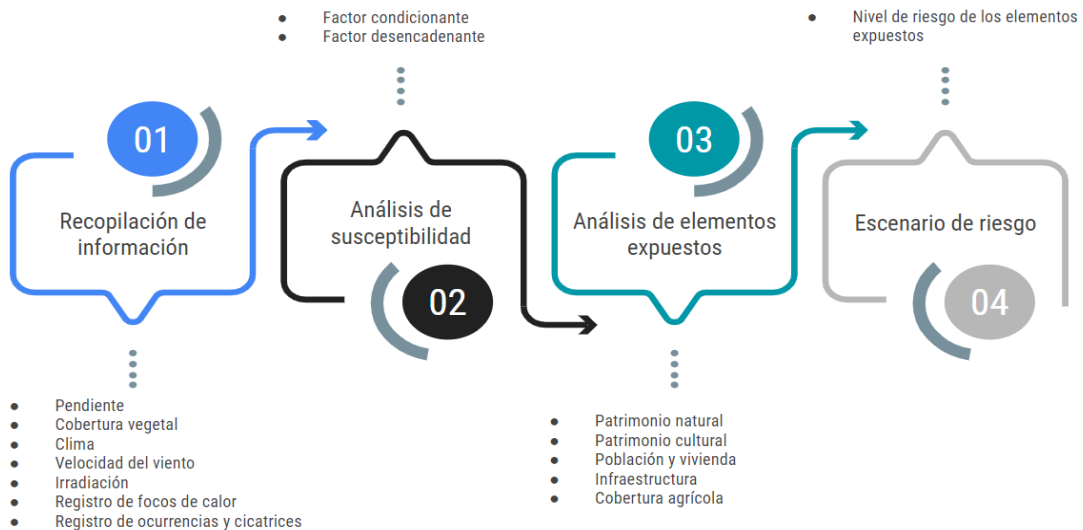 01
Recopilación de
información
● Pendiente
● Cobertura vegetal
● Clima
● Velocidad del viento
● Irradiación
● Registro de focos de calor
● Registro de ocurrencias y cicatrices
● Factor condicionante
● Factor desencadenante
Análisis de
susceptibilidad
02
03
Análisis de elementos
expuestos
● Patrimonio natural
● Patrimonio cultural
● Población y vivienda
● Infraestructura
● Cobertura agrícola
● Nivel de riesgo de los elementos
expuestos
Escenario de riesgo
04